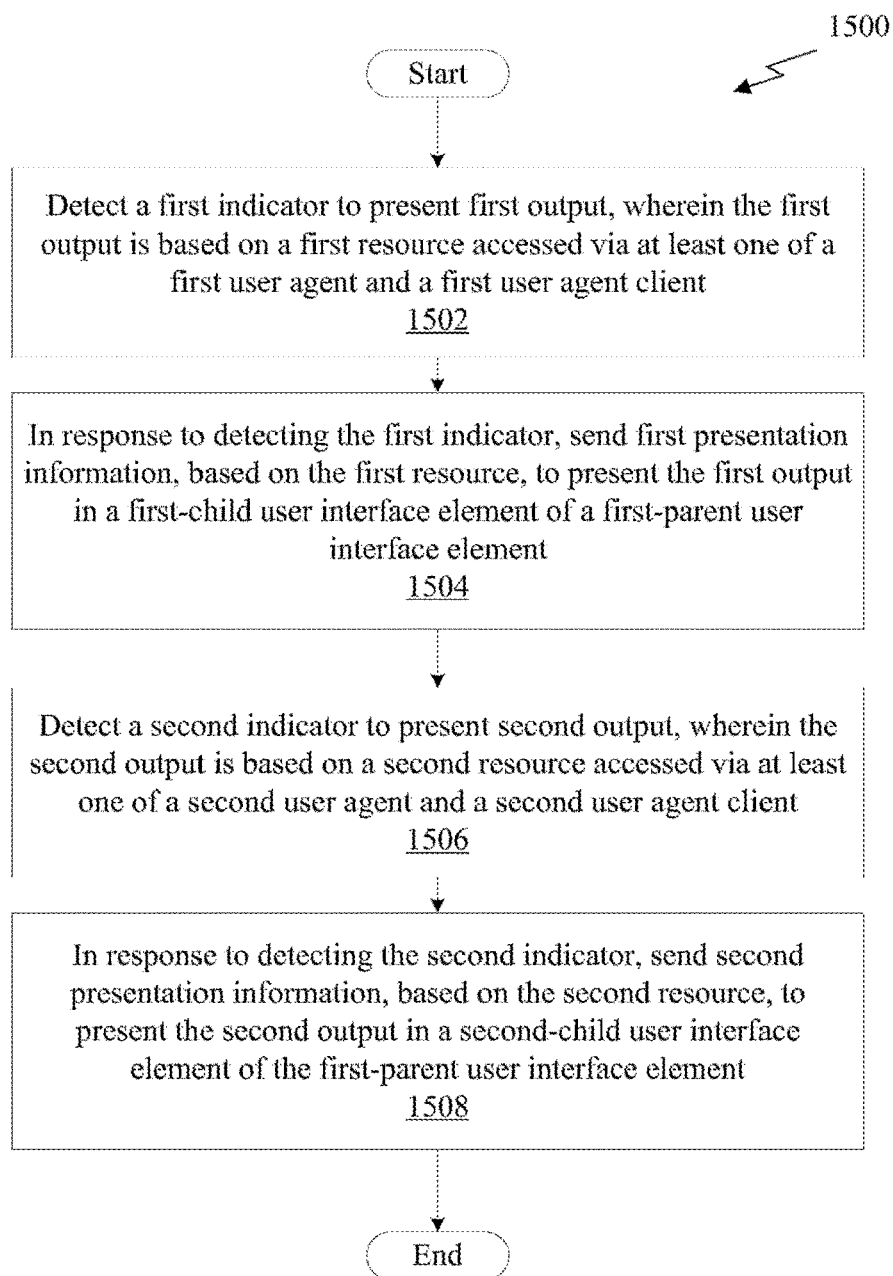 1500
Start
Detect a first indicator to present first output, wherein the first
output is based on a first resource accessed via at least one of a
first user agent and a first user agent client
1502
In response to detecting the first indicator, send first presentation
information, based on the first resource, to present the first output
in a first-child user interface element of a first-parent user
interface element
1504
Detect a second indicator to present second output, wherein the
second output is based on a second resource accessed via at least
one of a second user agent and a second user agent client
1506
In response to detecting the second indicator, send second
presentation information, based on the second resource, to
present the second output in a second-child user interface
element of the first-parent user interface element
1508
End